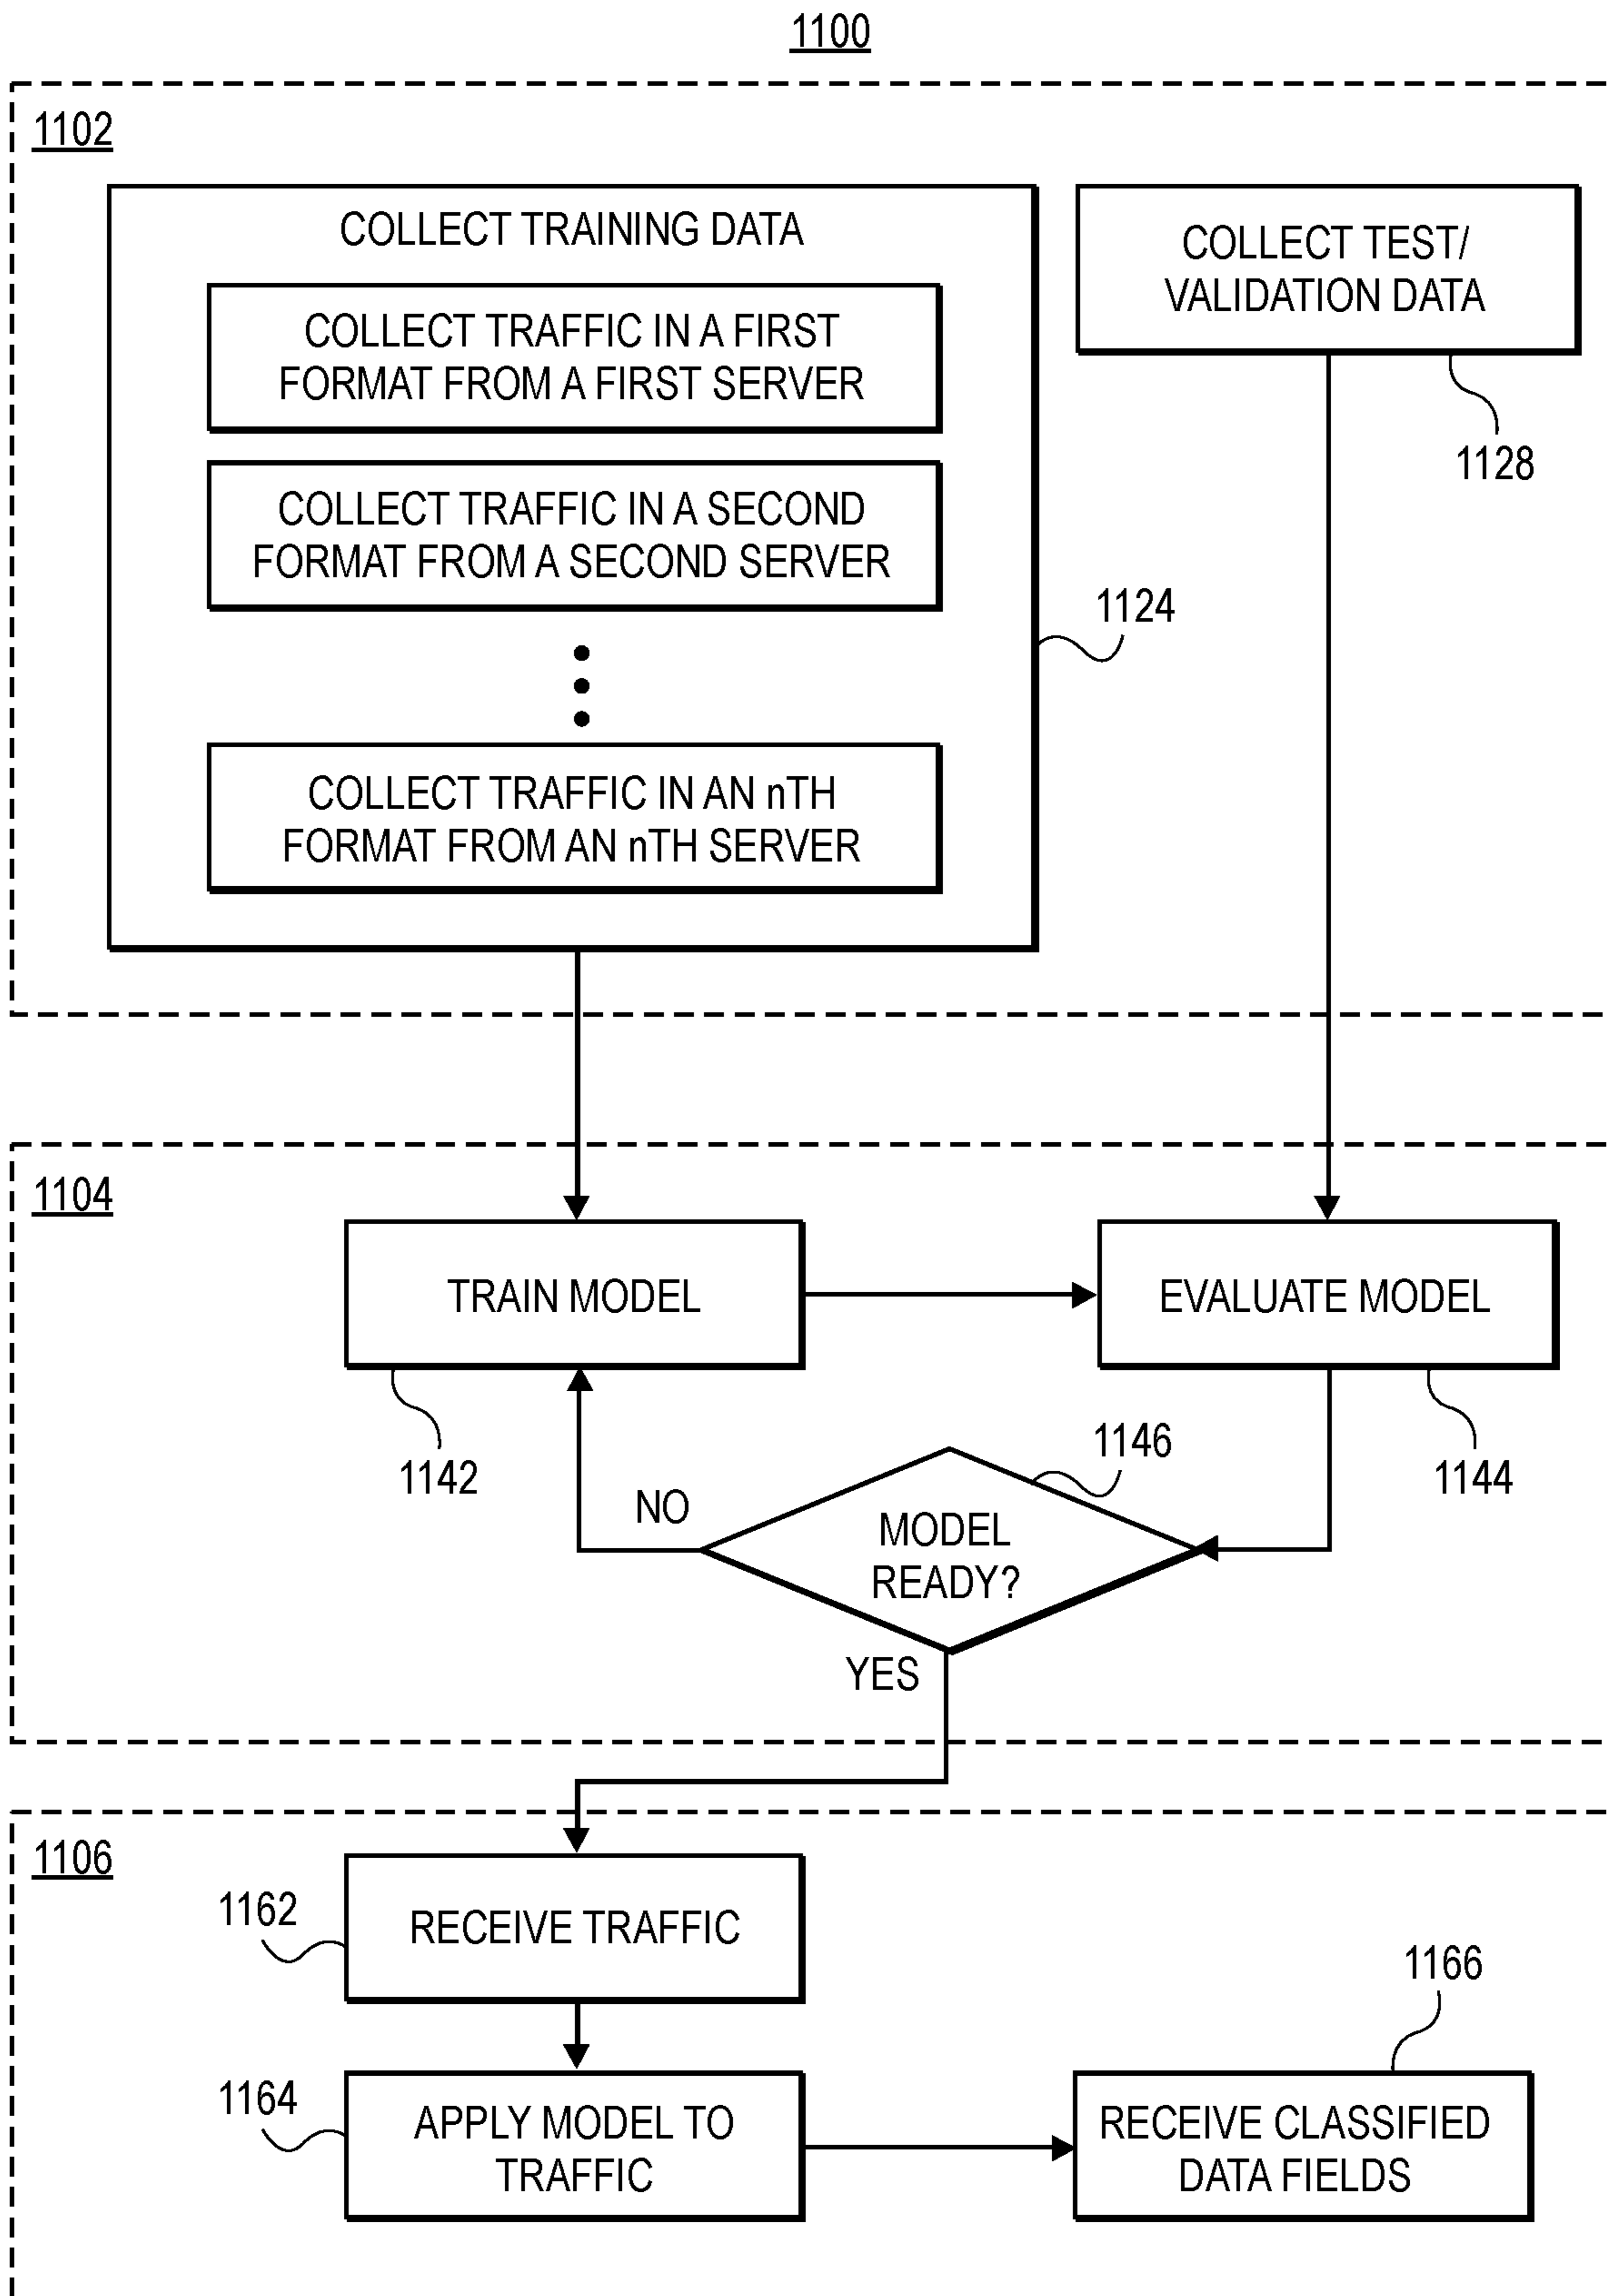 1100
1102
COLLECT TRAINING DATA
COLLECT TRAFFIC IN A FIRST
FORMAT FROM A FIRST SERVER
COLLECT TRAFFIC IN A SECOND
FORMAT FROM A SECOND SERVER
COLLECT TRAFFIC IN AN nTH
FORMAT FROM AN nTH SERVER
1124
COLLECT TEST/
VALIDATION DATA
1128
1104
TRAIN MODEL
1142
EVALUATE MODEL
1144
1146
MODEL
READY?
NO
YES
1106
1162
RECEIVE TRAFFIC
1164
APPLY MODEL TO
TRAFFIC
1166
RECEIVE CLASSIFIED
DATA FIELDS